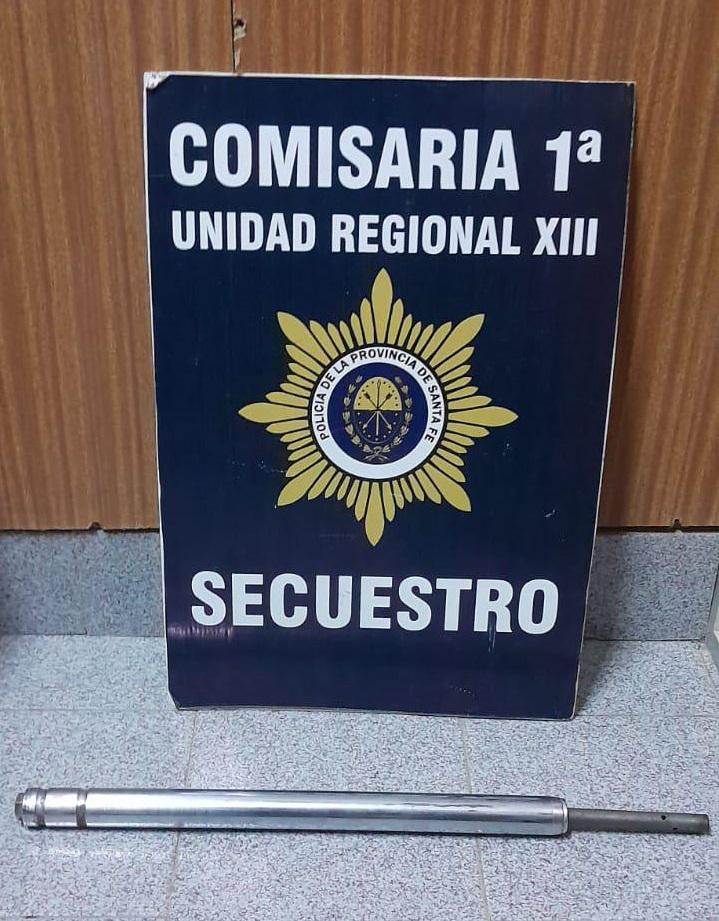 COMISARIA 1ª
UNIDAD REGIONAL XIII
POLICIA DE LA PROVINCIA DE SANTA FE
SECUESTRO